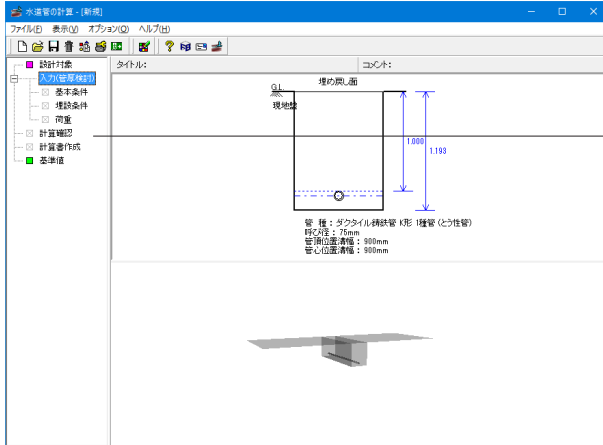 水道管の計算 - [新規]
ファイル(F) 表示(V) オプション(O) ヘルプ(H)
設計対象
入力(管厚検討)
基本条件
埋設条件
荷重
計算確認
計算書作成
基準値
タイトル: コメント:
埋め戻し面
G.L.
現地盤
1.000
1.193
管 種 : ダクタイル鋳鉄管 K形 1種管 (とう性管)
呼び径 : 75mm
管頂位置溝幅 : 900mm
管心位置溝幅 : 900mm